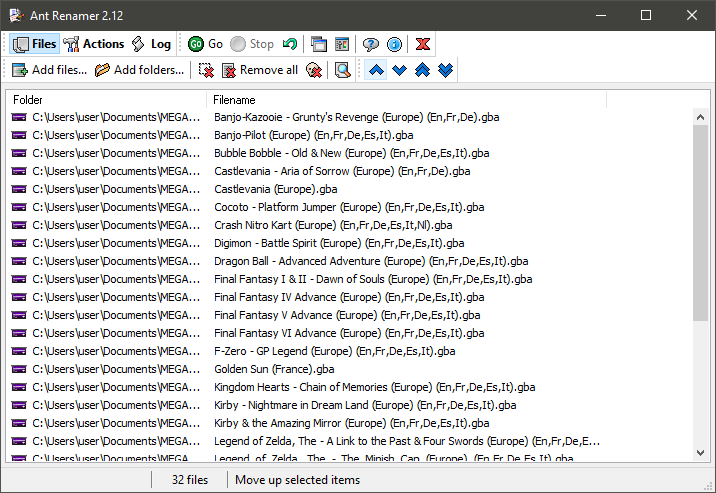 Ant Renamer 2.12
Files Actions Log Go Stop
Add files... Add folders... Remove all
Folder Filename
C:\Users\user\Documents\MEGA... Banjo-Kazooie - Grunty's Revenge (Europe) (En,Fr,De).gba
C:\Users\user\Documents\MEGA... Banjo-Pilot (Europe) (En,Fr,De,Es,It).gba
C:\Users\user\Documents\MEGA... Bubble Bobble - Old & New (Europe) (En,Fr,De,Es,It).gba
C:\Users\user\Documents\MEGA... Castlevania - Aria of Sorrow (Europe) (En,Fr,De).gba
C:\Users\user\Documents\MEGA... Castlevania (Europe).gba
C:\Users\user\Documents\MEGA... Cocoto - Platform Jumper (Europe) (En,Fr,De,Es,It).gba
C:\Users\user\Documents\MEGA... Crash Nitro Kart (Europe) (En,Fr,De,Es,It,Nl).gba
C:\Users\user\Documents\MEGA... Digimon - Battle Spirit (Europe) (En,Fr,De,Es,It).gba
C:\Users\user\Documents\MEGA... Dragon Ball - Advanced Adventure (Europe) (En,Fr,De,Es,It).gba
C:\Users\user\Documents\MEGA... Final Fantasy I & II - Dawn of Souls (Europe) (En,Fr,De,Es,It).gba
C:\Users\user\Documents\MEGA... Final Fantasy IV Advance (Europe) (En,Fr,De,Es,It).gba
C:\Users\user\Documents\MEGA... Final Fantasy V Advance (Europe) (En,Fr,De,Es,It).gba
C:\Users\user\Documents\MEGA... Final Fantasy VI Advance (Europe) (En,Fr,De,Es,It).gba
C:\Users\user\Documents\MEGA... F-Zero - GP Legend (Europe) (En,Fr,De,Es,It).gba
C:\Users\user\Documents\MEGA... Golden Sun (France).gba
C:\Users\user\Documents\MEGA... Kingdom Hearts - Chain of Memories (Europe) (En,Fr,De,Es,It).gba
C:\Users\user\Documents\MEGA... Kirby - Nightmare in Dream Land (Europe) (En,Fr,De,Es,It).gba
C:\Users\user\Documents\MEGA... Kirby & the Amazing Mirror (Europe) (En,Fr,De,Es,It).gba
C:\Users\user\Documents\MEGA... Legend of Zelda, The - A Link to the Past & Four Swords (Europe) (En,Fr,De,E...
C:\Users\user\Documents\MEGA... Legend of Zelda, The - The Minish Cap (Europe) (En,Fr,De,Es,It).gba
32 files Move up selected items